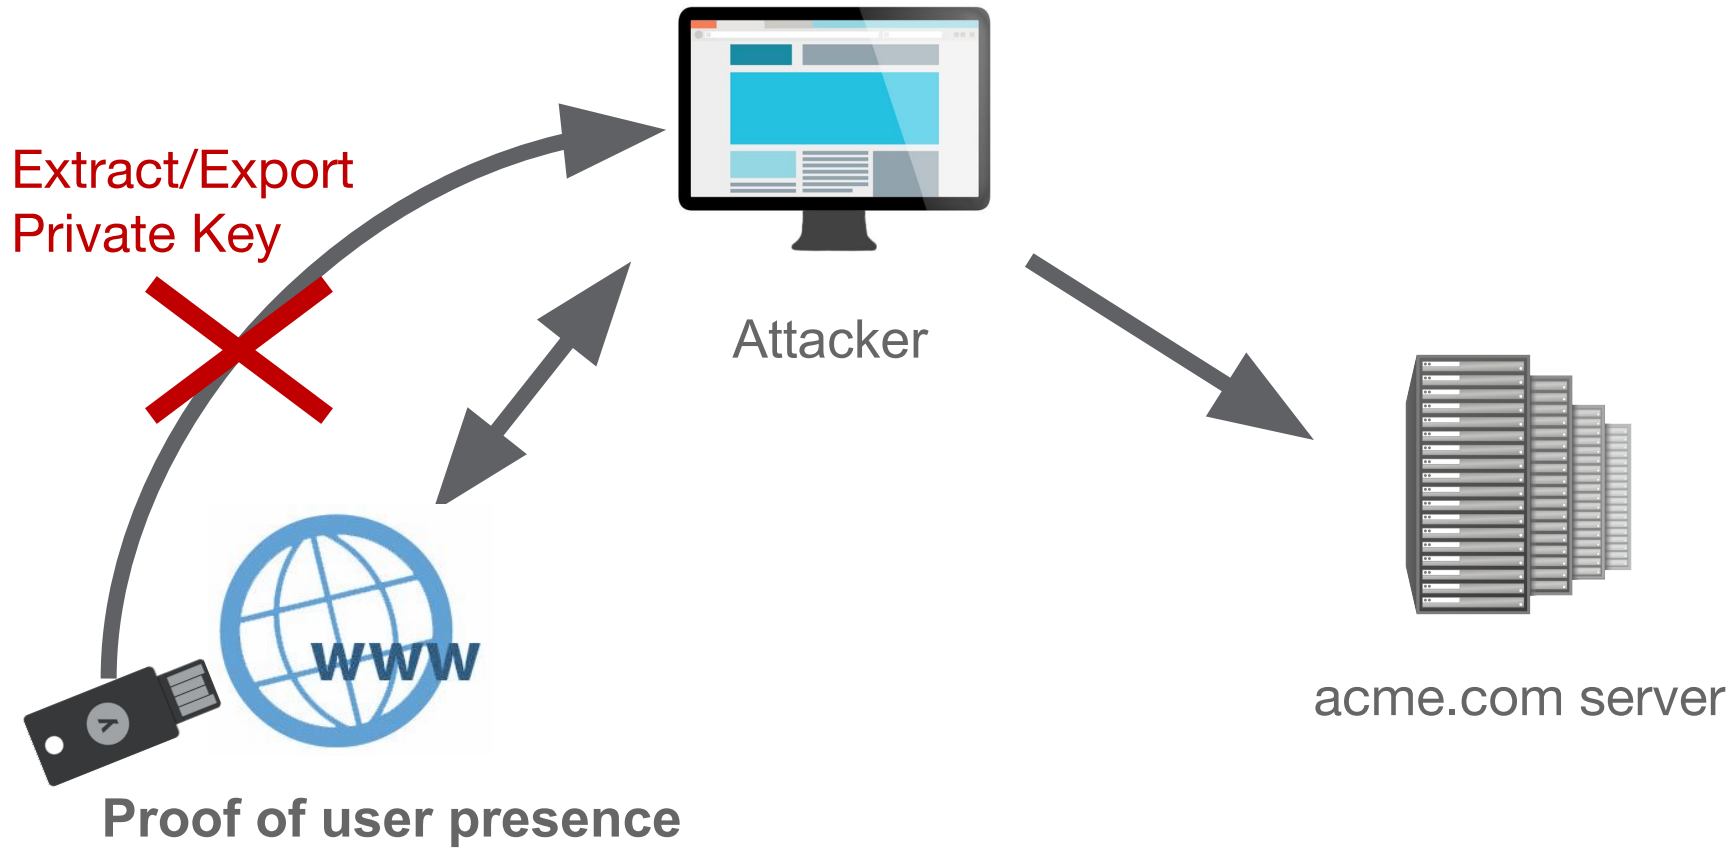 Extract/Export
Private Key
Attacker
www
y
acme.com server
Proof of user presence